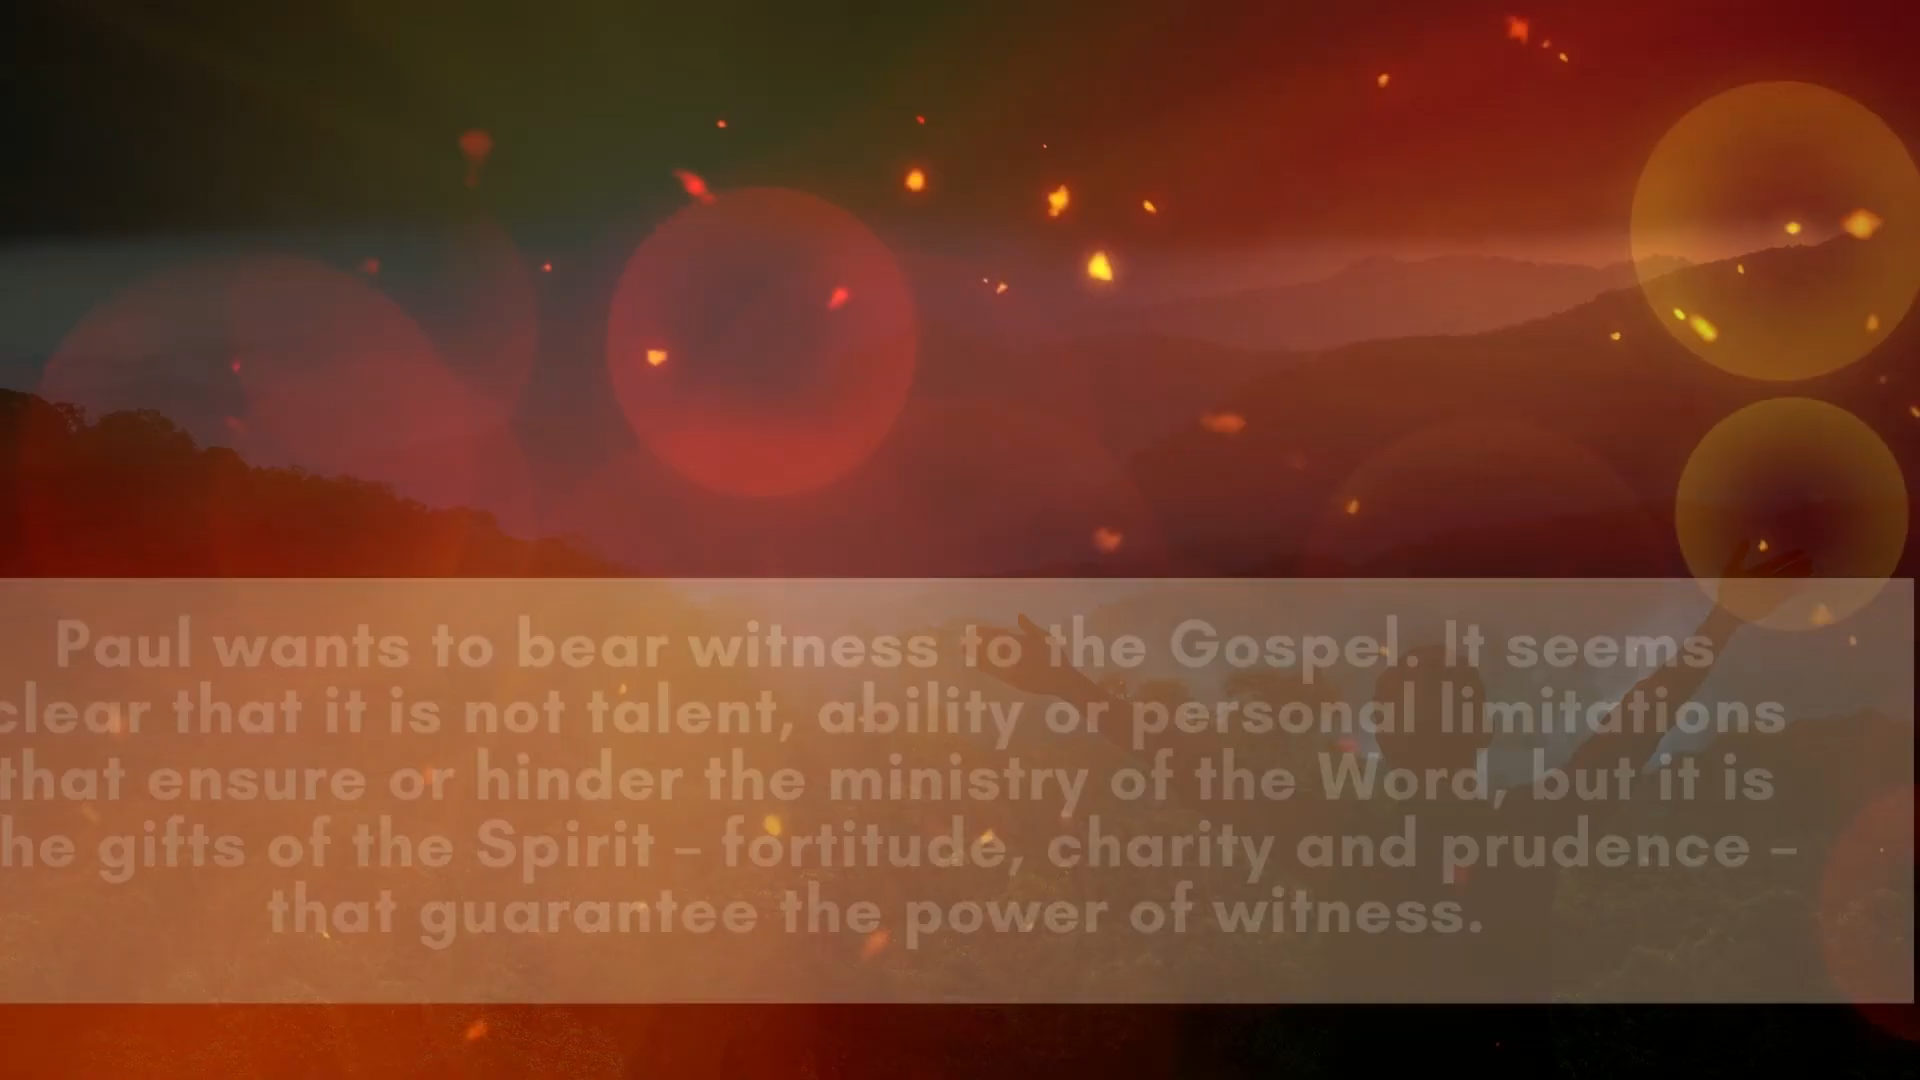 Paul wants to bear witness to the Gospel. It seems
clear that it is not talent, ability or personal limitations
that ensure or hinder the ministry of the Word, but it is
he gifts of the Spirit – fortitude, charity and prudence –
that guarantee the power of witness.